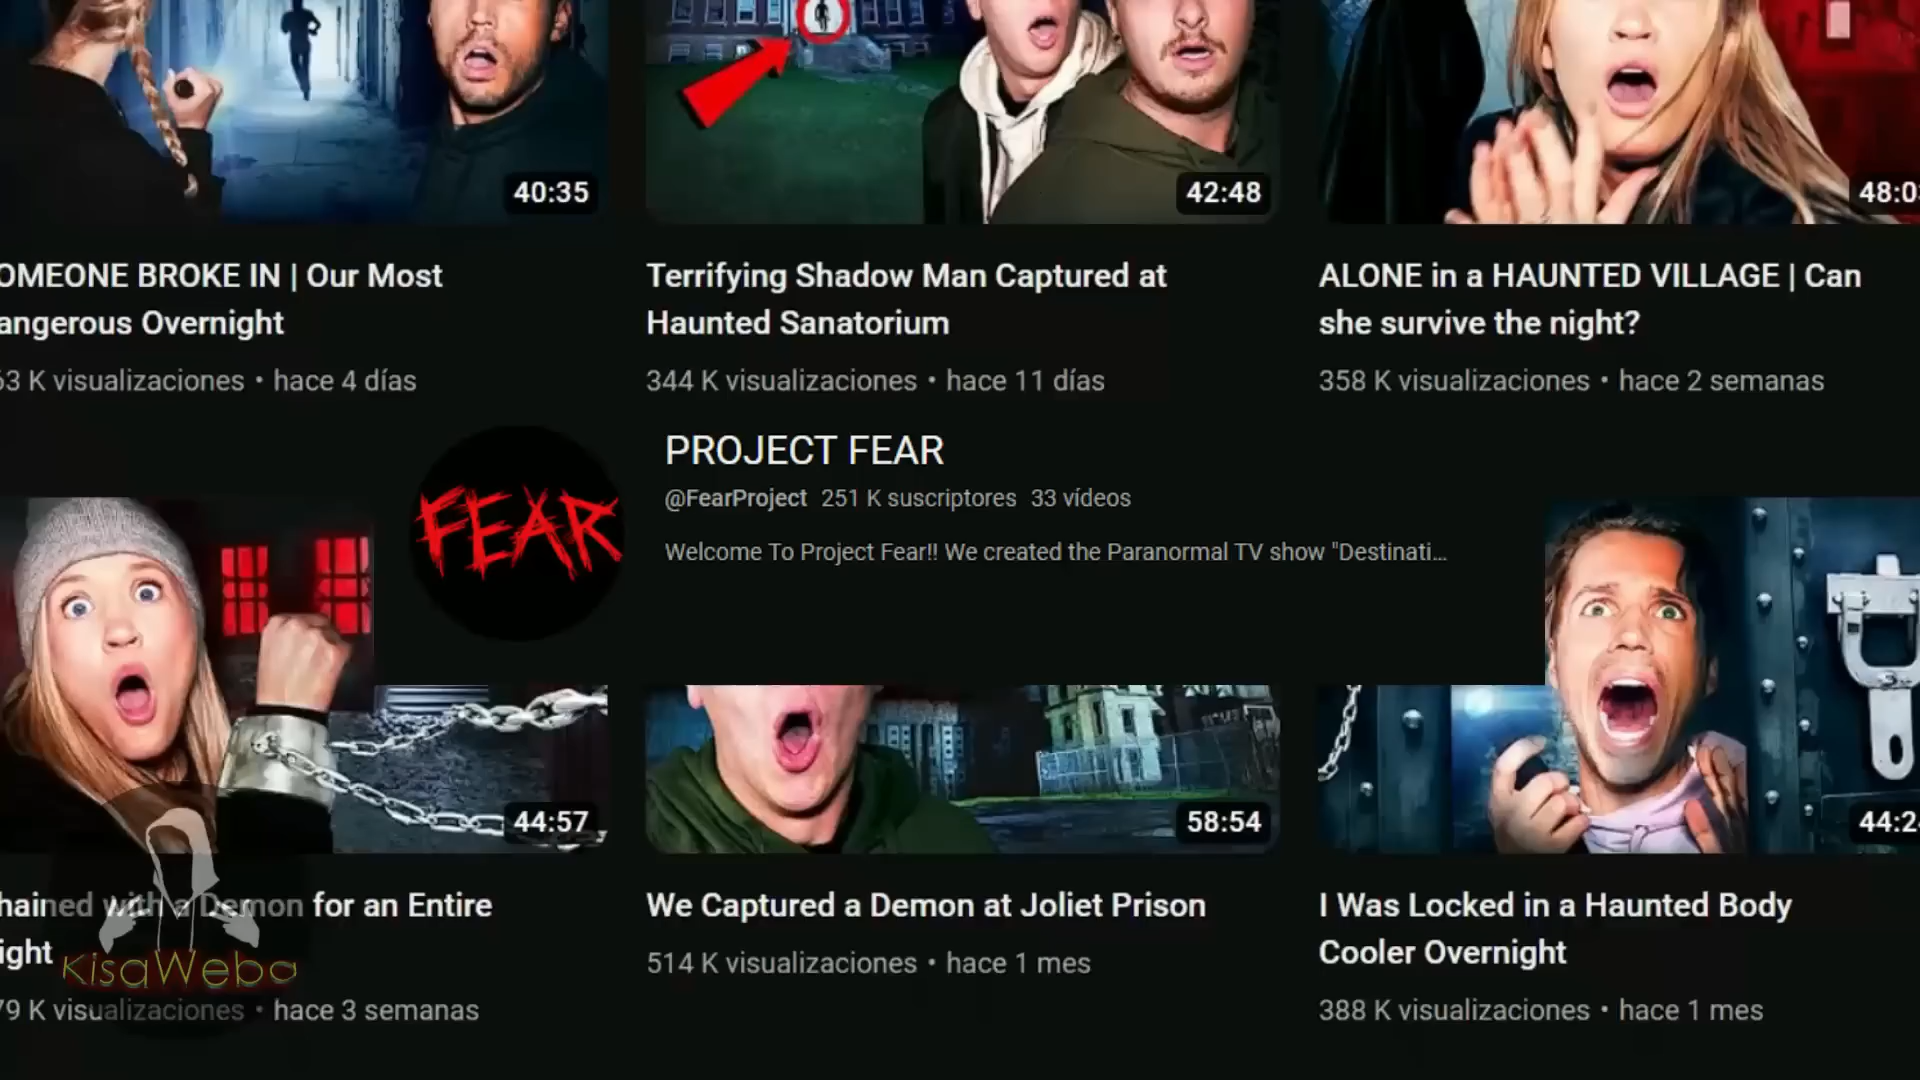 40:35
42:48
48:0
OMEONE BROKE IN | Our Most
angerous Overnight
63 K visualizaciones • hace 4 días
Terrifying Shadow Man Captured at
Haunted Sanatorium
344 K visualizaciones • hace 11 días
ALONE in a HAUNTED VILLAGE | Can
she survive the night?
358 K visualizaciones • hace 2 semanas
FEAR
PROJECT FEAR
@FearProject 251 K suscriptores 33 vídeos
Welcome To Project Fear!! We created the Paranormal TV show "Destinati...
44:57
58:54
44:2
hained with a Demon for an Entire
ight
79 K visualizaciones • hace 3 semanas
We Captured a Demon at Joliet Prison
514 K visualizaciones • hace 1 mes
I Was Locked in a Haunted Body
Cooler Overnight
388 K visualizaciones • hace 1 mes
KisaWeba